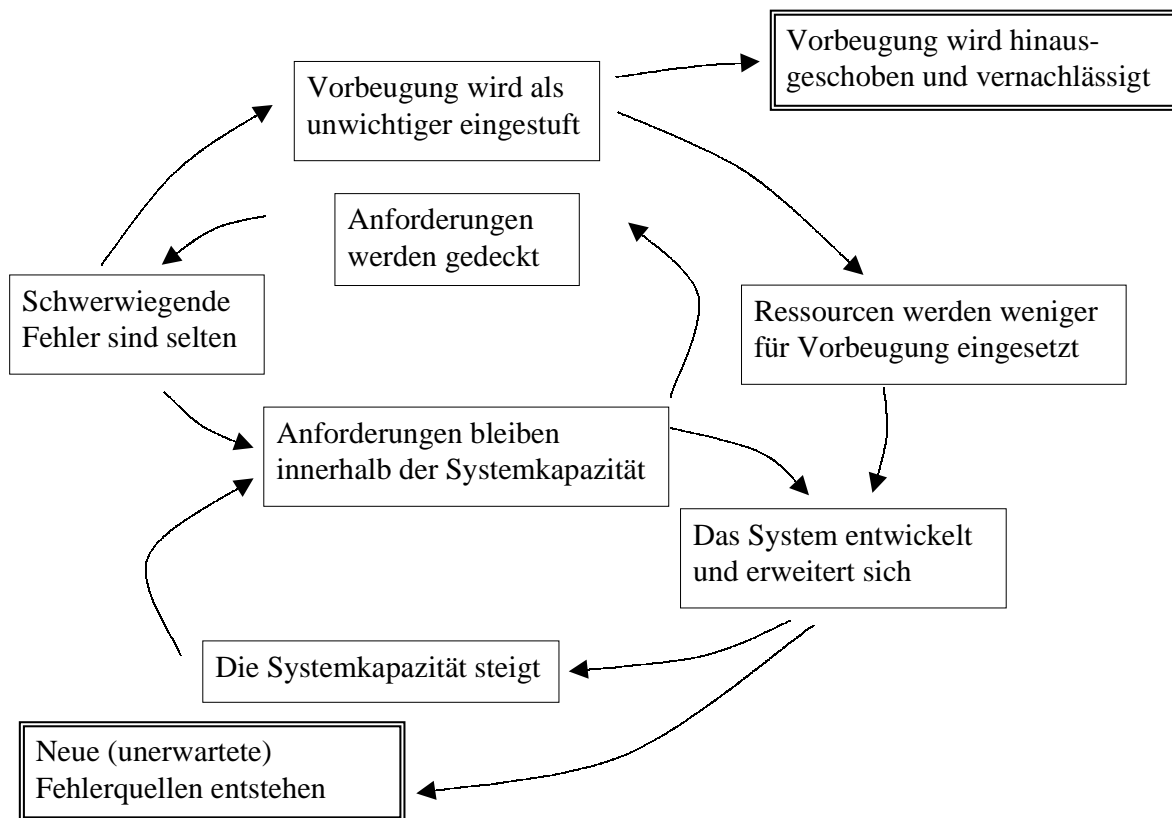 Vorbeugung wird hinaus-
geschoben und vernachlässigt
Vorbeugung wird als
unwichtiger eingestuft
Anforderungen
werden gedeckt
Schwerwiegende
Fehler sind selten
Ressourcen werden weniger
für Vorbeugung eingesetzt
Anforderungen bleiben
innerhalb der Systemkapazität
Das System entwickelt
und erweitert sich
Die Systemkapazität steigt
Neue (unerwartete)
Fehlerquellen entstehen